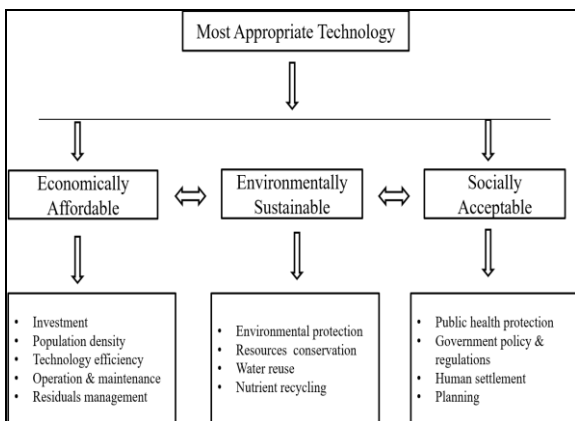 Most Appropriate Technology
Economically
Affordable
Environmentally
Sustainable
Socially
Acceptable
• Investment
• Population density
• Technology efficiency
• Operation & maintenance
• Residuals management
• Environmental protection
• Resources conservation
• Water reuse
• Nutrient recycling
• Public health protection
• Government policy &
regulations
• Human settlement
• Planning